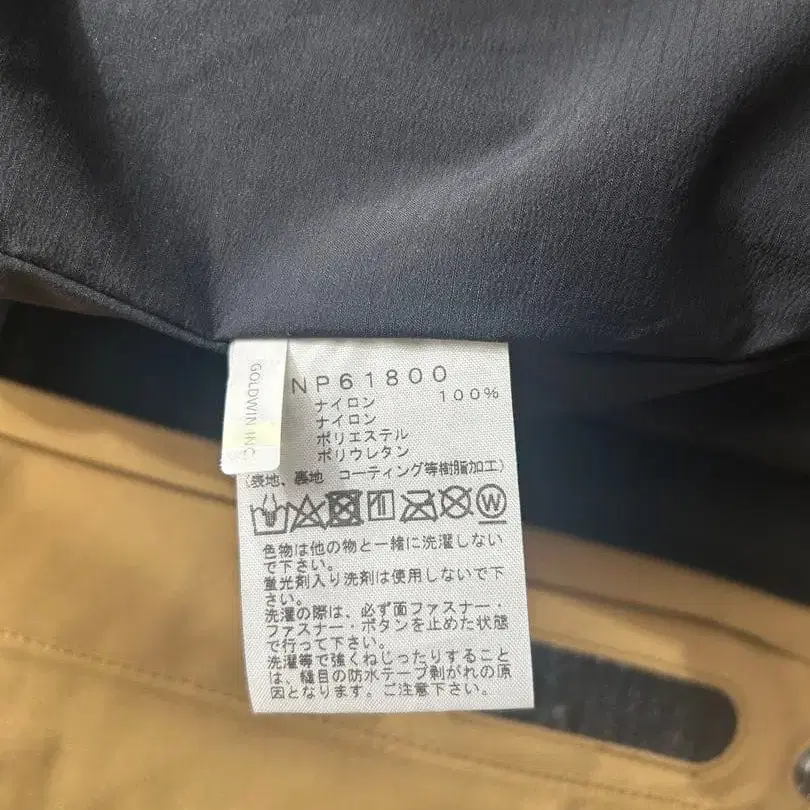 GOLDWIN INC
NP61800
ナイロン 100%
ナイロン
ポリエステル
ポリウレタン
(表地、裏地 コーティング等樹脂加工)
W
色物は他の物と一緒に洗濯しない
で下さい。
蛍光剤入り洗剤は使用しないで下
さい。
洗濯の際は、必ず面ファスナー・
ファスナー・ボタンを止めた状態
で行って下さい。
洗濯等で強くねじったりすること
は、縫目の防水テープ剥がれの原
因となります。ご注意下さい。